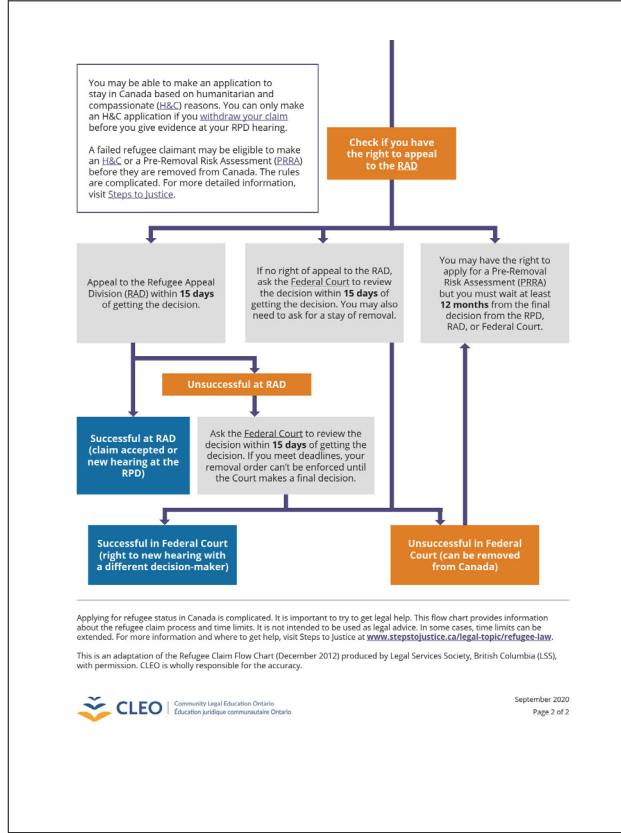 You may be able to make an application to
stay in Canada based on humanitarian and
compassionate (H&C) reasons. You can only make
an H&C application if you withdraw your claim
before you give evidence at your RPD hearing.
A failed refugee claimant may be eligible to make
an H&C or a Pre-Removal Risk Assessment (PRRA)
before they are removed from Canada. The rules
are complicated. For more detailed information,
visit Steps to Justice.
Check if you have
the right to appeal
to the RAD
Appeal to the Refugee Appeal
Division (RAD) within 15 days
of getting the decision.
If no right of appeal to the RAD,
ask the Federal Court to review
the decision within 15 days of
getting the decision. You may also
need to ask for a stay of removal.
You may have the right to
apply for a Pre-Removal
Risk Assessment (PRRA)
but you must wait at least
12 months from the final
decision from the RPD,
RAD, or Federal Court.
Unsuccessful at RAD
Successful at RAD
(claim accepted or
new hearing at the
RPD)
Ask the Federal Court to review the
decision within 15 days of getting the
decision. If you meet deadlines, your
removal order can't be enforced until
the Court makes a final decision.
Successful in Federal Court
(right to new hearing with
a different decision-maker)
Unsuccessful in Federal
Court (can be removed
from Canada)
Applying for refugee status in Canada is complicated. It is important to try to get legal help. This flow chart provides information
about the refugee claim process and time limits. It is not intended to be used as legal advice. In some cases, time limits can be
extended. For more information and where to get help, visit Steps to Justice at www.stepstojustice.ca/legal-topic/refugee-law.
This is an adaptation of the Refugee Claim Flow Chart (December 2012) produced by Legal Services Society, British Columbia (LSS),
with permission. CLEO is wholly responsible for the accuracy.
CLEO
Community Legal Education Ontario
Éducation juridique communautaire Ontario
September 2020
Page 2 of 2